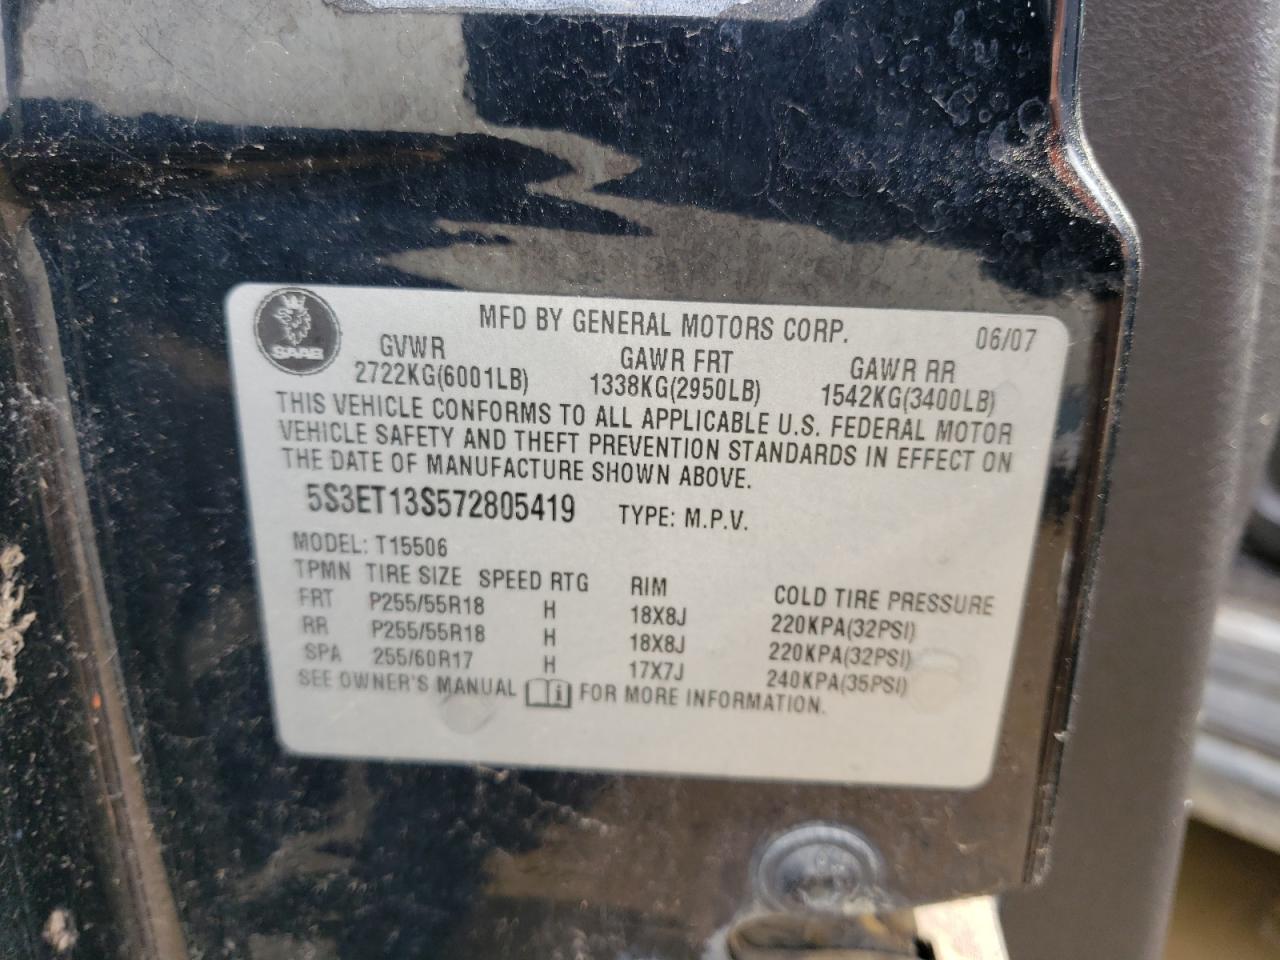 SAAB
MFD BY GENERAL MOTORS CORP. 06/07
GVWR GAWR FRT GAWR RR
2722KG(6001LB) 1338KG(2950LB) 1542KG(3400LB)
THIS VEHICLE CONFORMS TO ALL APPLICABLE U.S. FEDERAL MOTOR
VEHICLE SAFETY AND THEFT PREVENTION STANDARDS IN EFFECT ON
THE DATE OF MANUFACTURE SHOWN ABOVE.
5S3ET13S572805419 TYPE: M.P.V.
MODEL: T15506
TPMN TIRE SIZE SPEED RTG RIM COLD TIRE PRESSURE
FRT P255/55R18 H 18X8J 220KPA(32PSI)
RR P255/55R18 H 18X8J 220KPA(32PSI)
SPA 255/60R17 H 17X7J 240KPA(35PSI)
SEE OWNER'S MANUAL i FOR MORE INFORMATION.